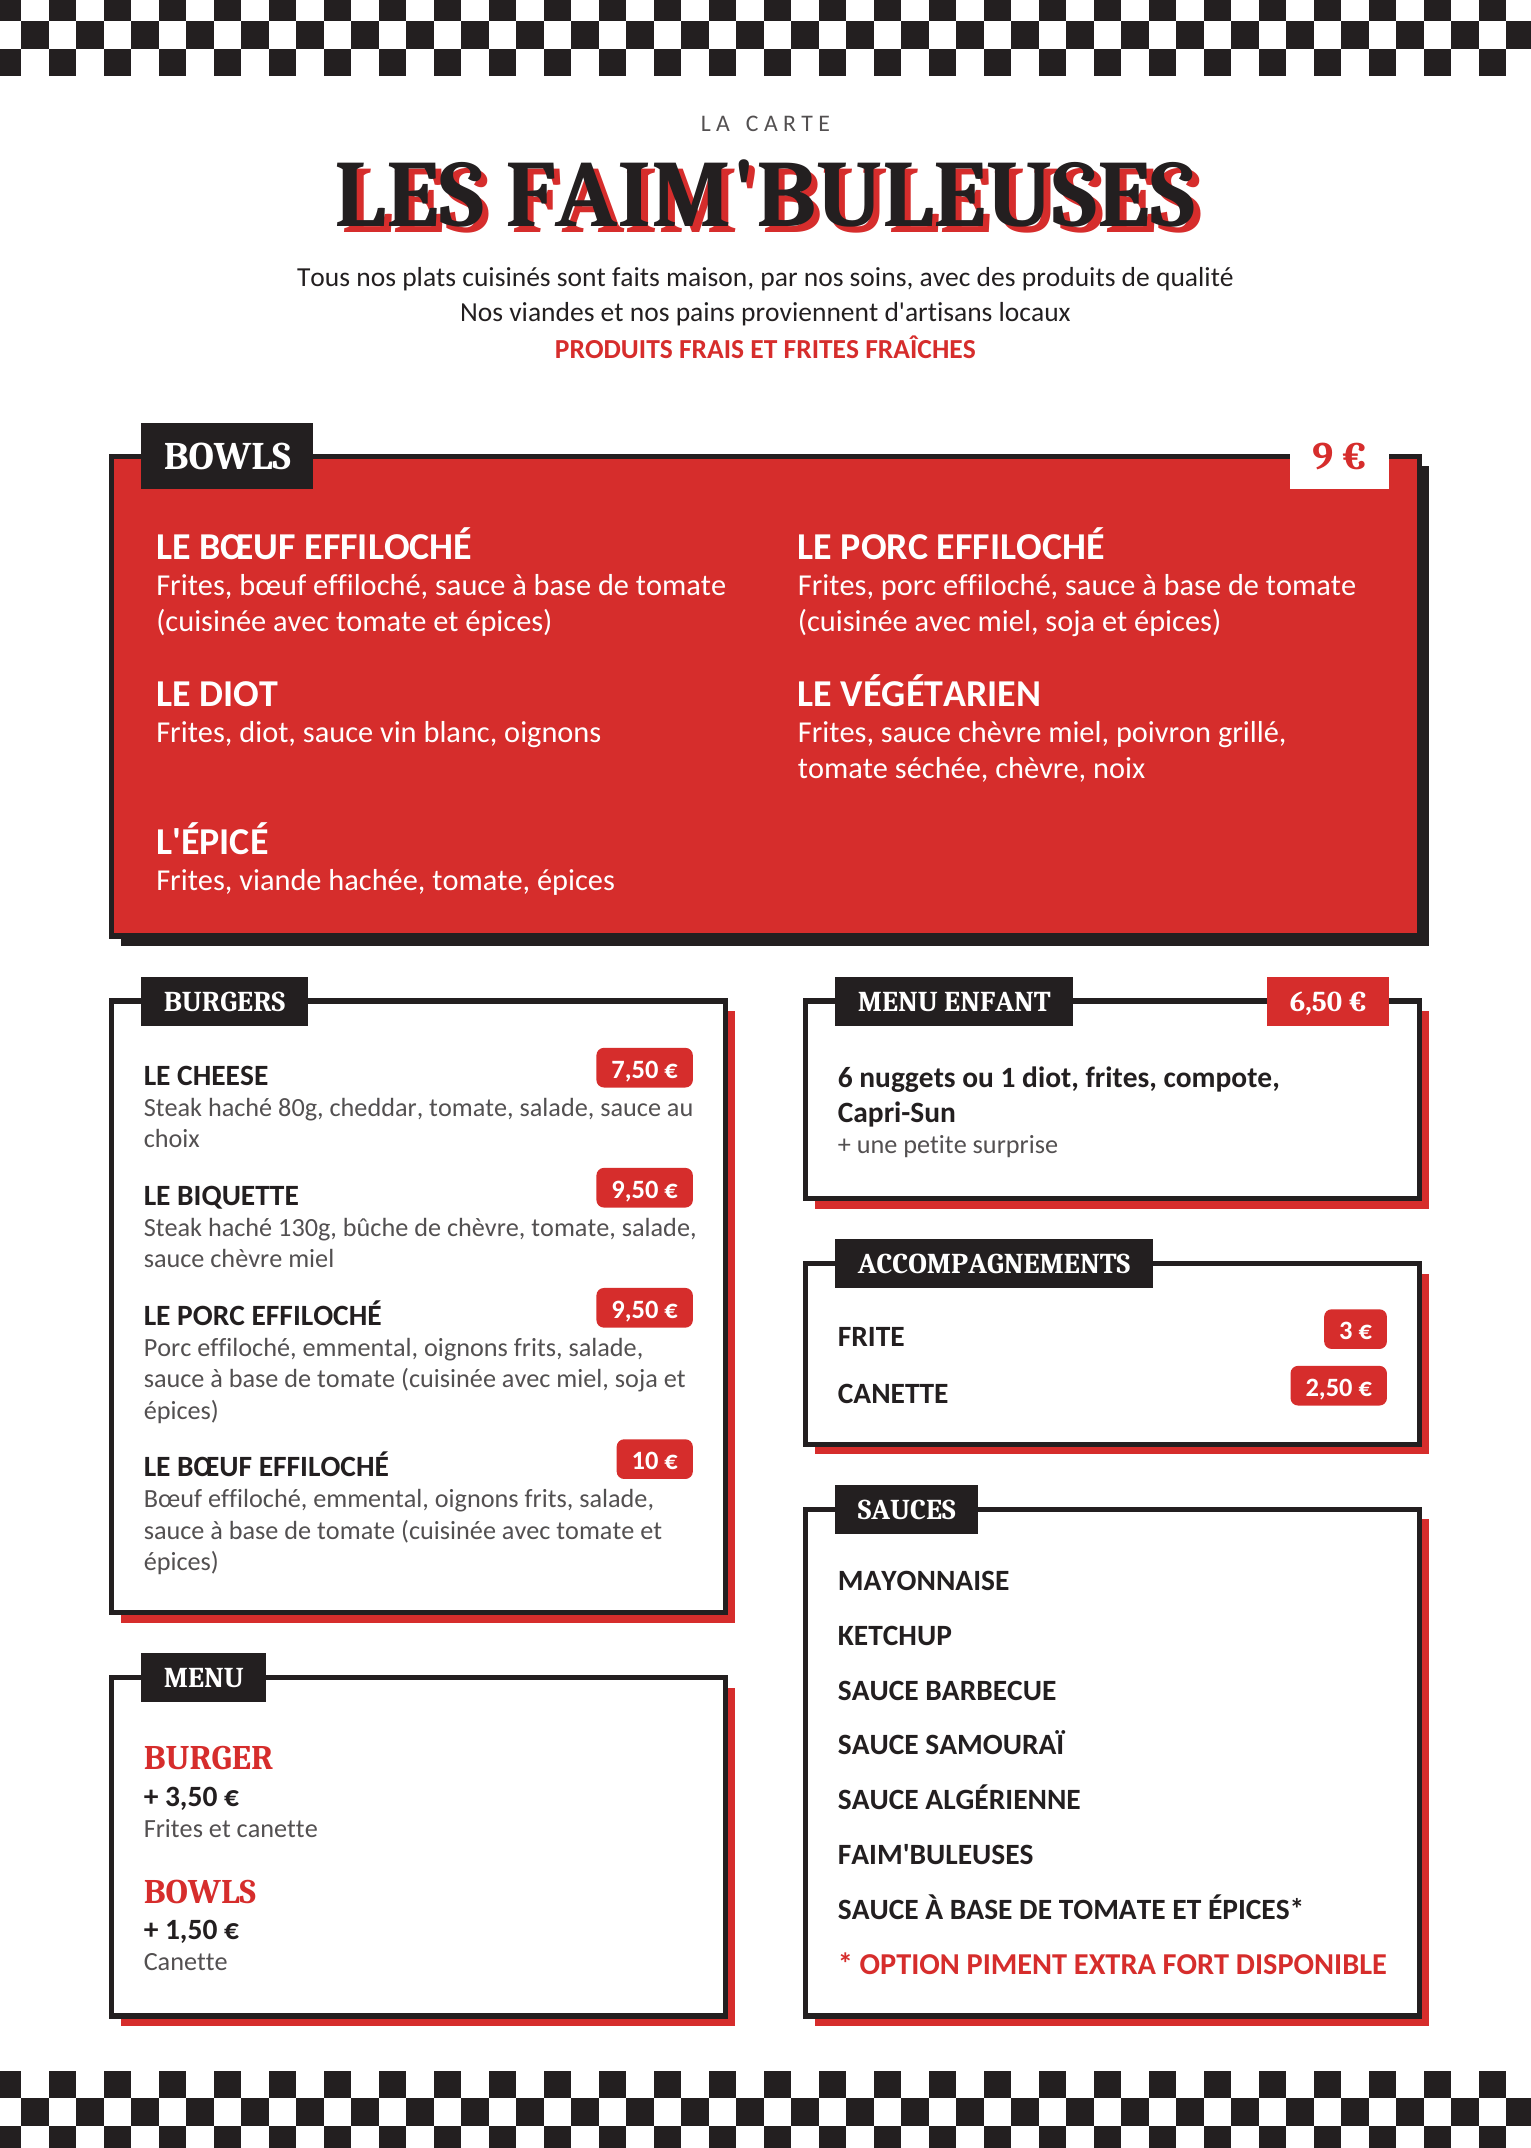 LA CARTE
LES FAIM'BULEUSES
Tous nos plats cuisinés sont faits maison, par nos soins, avec des produits de qualité
Nos viandes et nos pains proviennent d'artisans locaux
PRODUITS FRAIS ET FRITES FRAÎCHES
BOWLS
9 €
LE BŒUF EFFILOCHÉ
Frites, bœuf effiloché, sauce à base de tomate
(cuisinée avec tomate et épices)
LE PORC EFFILOCHÉ
Frites, porc effiloché, sauce à base de tomate
(cuisinée avec miel, soja et épices)
LE DIOT
Frites, diot, sauce vin blanc, oignons
LE VÉGÉTARIEN
Frites, sauce chèvre miel, poivron grillé,
tomate séchée, chèvre, noix
L'ÉPICÉ
Frites, viande hachée, tomate, épices
BURGERS
LE CHEESE
7,50 €
Steak haché 80g, cheddar, tomate, salade, sauce au
choix
LE BIQUETTE
9,50 €
Steak haché 130g, bûche de chèvre, tomate, salade,
sauce chèvre miel
LE PORC EFFILOCHÉ
9,50 €
Porc effiloché, emmental, oignons frits, salade,
sauce à base de tomate (cuisinée avec miel, soja et
épices)
LE BŒUF EFFILOCHÉ
10 €
Bœuf effiloché, emmental, oignons frits, salade,
sauce à base de tomate (cuisinée avec tomate et
épices)
MENU
BURGER
+ 3,50 €
Frites et canette
BOWLS
+ 1,50 €
Canette
MENU ENFANT
6,50 €
6 nuggets ou 1 diot, frites, compote,
Capri-Sun
+ une petite surprise
ACCOMPAGNEMENTS
FRITE
3 €
CANETTE
2,50 €
SAUCES
MAYONNAISE
KETCHUP
SAUCE BARBECUE
SAUCE SAMOURAÏ
SAUCE ALGÉRIENNE
FAIM'BULEUSES
SAUCE À BASE DE TOMATE ET ÉPICES*
* OPTION PIMENT EXTRA FORT DISPONIBLE